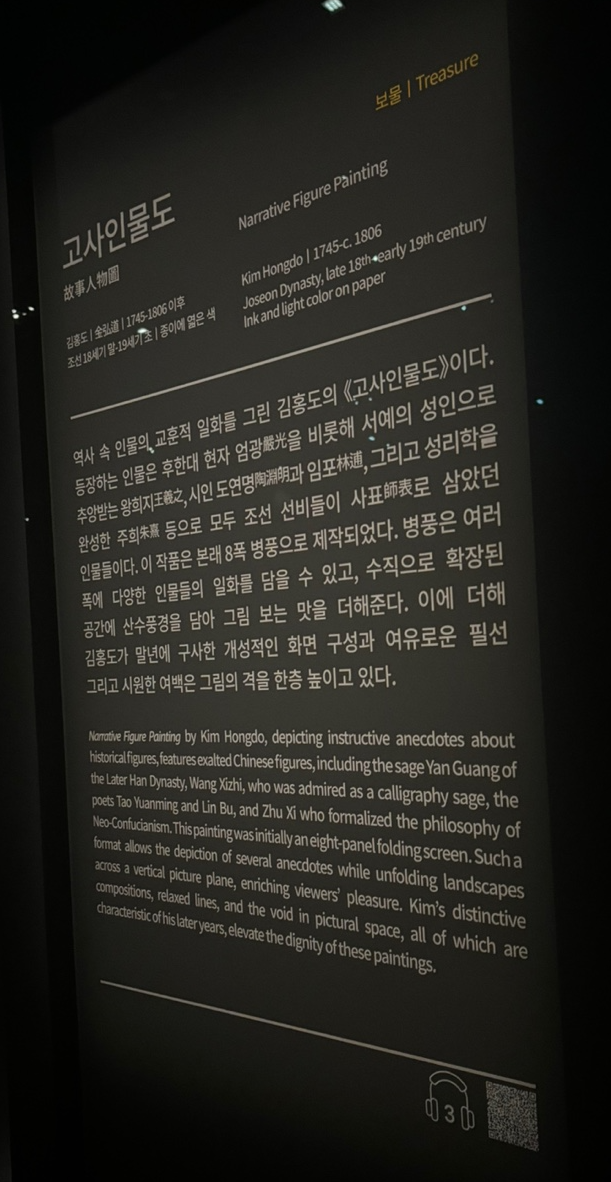 보물 | Treasure
고사인물도
故事人物圖
김홍도 | 金弘道 | 1745-1806 이후
조선 18세기 말-19세기 초 | 종이에 엷은 색
Narrative Figure Painting
Kim Hongdo | 1745-c. 1806
Joseon Dynasty, late 18th-early 19th century
Ink and light color on paper
역사 속 인물의 교훈적 일화를 그린 김홍도의 《고사인물도》이다.
등장하는 인물은 후한대 현자 엄광嚴光을 비롯해 서예의 성인으로
추앙받는 왕희지王羲之, 시인 도연명陶淵明과 임포林逋, 그리고 성리학을
완성한 주희朱熹 등으로 모두 조선 선비들이 사표師表로 삼았던
인물들이다. 이 작품은 본래 8폭 병풍으로 제작되었다. 병풍은 여러
폭에 다양한 인물들의 일화를 담을 수 있고, 수직으로 확장된
공간에 산수풍경을 담아 그림 보는 맛을 더해준다. 이에 더해
김홍도가 말년에 구사한 개성적인 화면 구성과 여유로운 필선
그리고 시원한 여백은 그림의 격을 한층 높이고 있다.
Narrative Figure Painting by Kim Hongdo, depicting instructive anecdotes about
historical figures, features exalted Chinese figures, including the sage Yan Guang of
the Later Han Dynasty, Wang Xizhi, who was admired as a calligraphy sage, the
poets Tao Yuanming and Lin Bu, and Zhu Xi who formalized the philosophy of
Neo-Confucianism. This painting was initially an eight-panel folding screen. Such a
format allows the depiction of several anecdotes while unfolding landscapes
across a vertical picture plane, enriching viewers' pleasure. Kim's distinctive
compositions, relaxed lines, and the void in pictural space, all of which are
characteristic of his later years, elevate the dignity of these paintings.
3